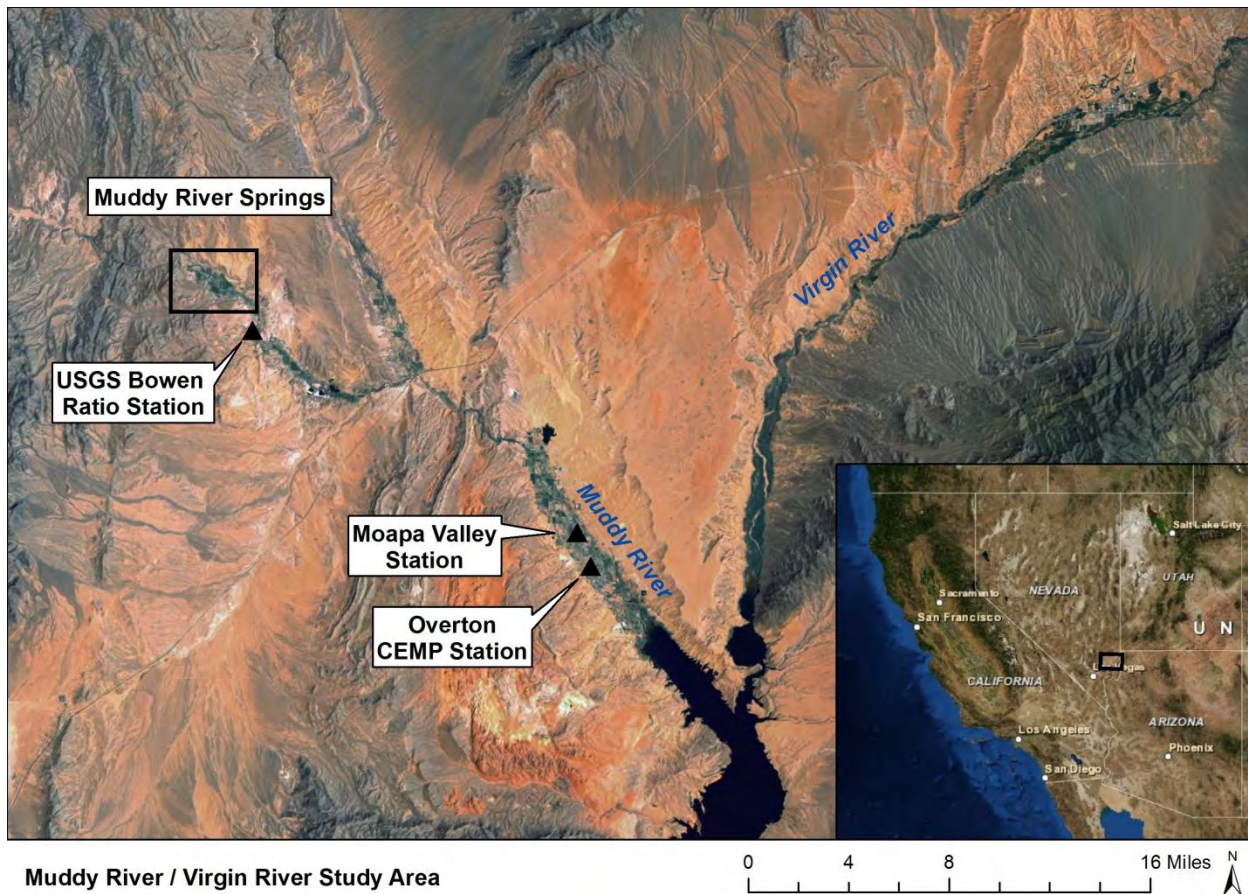 Muddy River Springs
USGS Bowen
Ratio Station
Virgin River
Muddy River
Moapa Valley
Station
Overton
CEMP Station
Salt Lake City
NEVADA
UTAH
Sacramento
San Francisco
U N
CALIFORNIA
Los Angeles
ARIZONA
Phoenix
San Diego
Muddy River / Virgin River Study Area
0 4 8 16 Miles
N